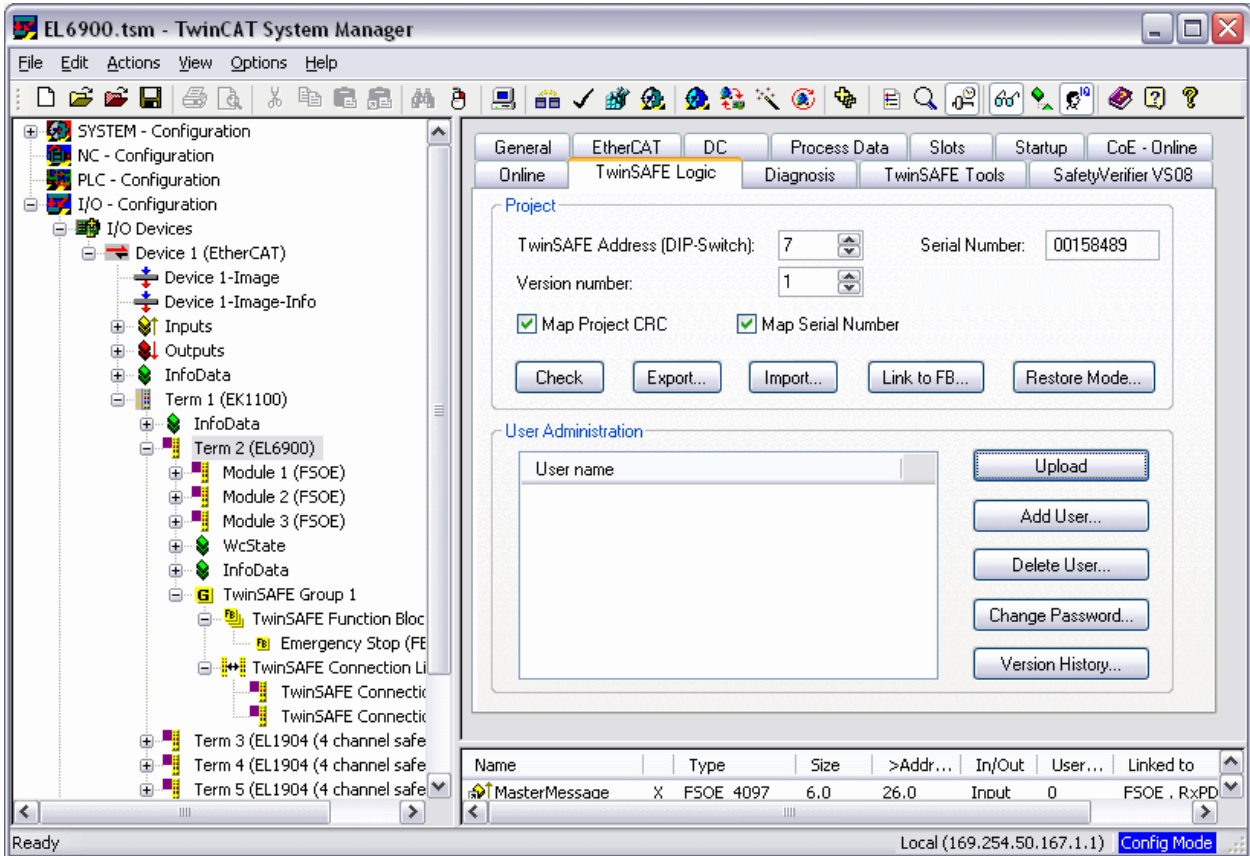 EL6900.tsm - TwinCAT System Manager
File Edit Actions View Options Help
SYSTEM - Configuration
NC - Configuration
PLC - Configuration
I/O - Configuration
I/O Devices
Device 1 (EtherCAT)
Device 1-Image
Device 1-Image-Info
Inputs
Outputs
InfoData
Term 1 (EK1100)
InfoData
Term 2 (EL6900)
Module 1 (FSOE)
Module 2 (FSOE)
Module 3 (FSOE)
WcState
InfoData
G TwinSAFE Group 1
FB TwinSAFE Function Bloc
FB Emergency Stop (FE
TwinSAFE Connection Li
TwinSAFE Connectic
TwinSAFE Connectic
Term 3 (EL1904 (4 channel safe
Term 4 (EL1904 (4 channel safe
Term 5 (EL1904 (4 channel safe
General EtherCAT DC Process Data Slots Startup CoE - Online
Online TwinSAFE Logic Diagnosis TwinSAFE Tools SafetyVerifier VS08
Project
TwinSAFE Address (DIP-Switch): 7 Serial Number: 00158489
Version number: 1
Map Project CRC Map Serial Number
Check Export... Import... Link to FB... Restore Mode...
User Administration
User name
Upload
Add User...
Delete User...
Change Password...
Version History...
Name Type Size >Addr... In/Out User... Linked to
MasterMessage X FSOE_4097 6.0 26.0 Input 0 FSOE . RxPD
Ready Local (169.254.50.167.1.1) Config Mode